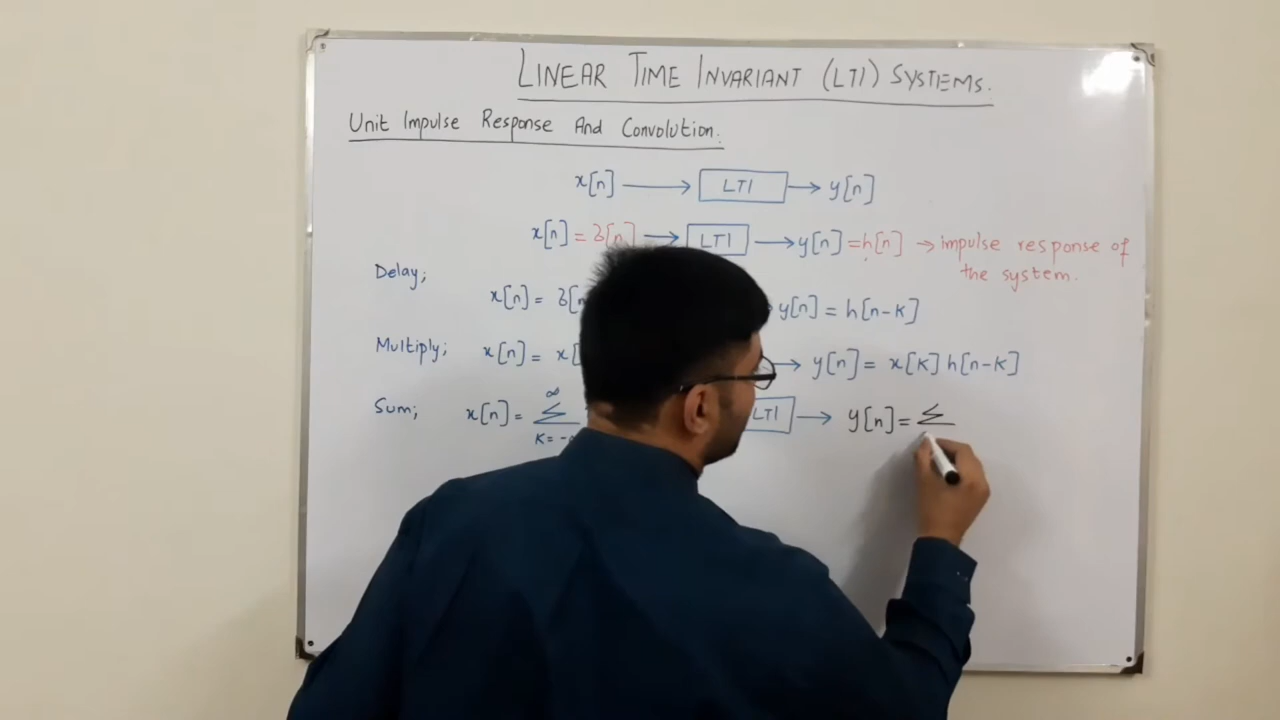 LINEAR TIME INVARIANT (LTI) SYSTEMS.
Unit Impulse Response And Convolution.
x[n] → LTI → y[n]
x[n] = δ[n] → LTI → y[n] = h[n] → impulse response of
the system.
Delay;
x[n] = δ[n y[n] = h[n-K]
Multiply; x[n] = x[ → y[n] = x[K] h[n-K]
Sum; x[n] = ∞ Σ K=- LTI → y[n] = Σ